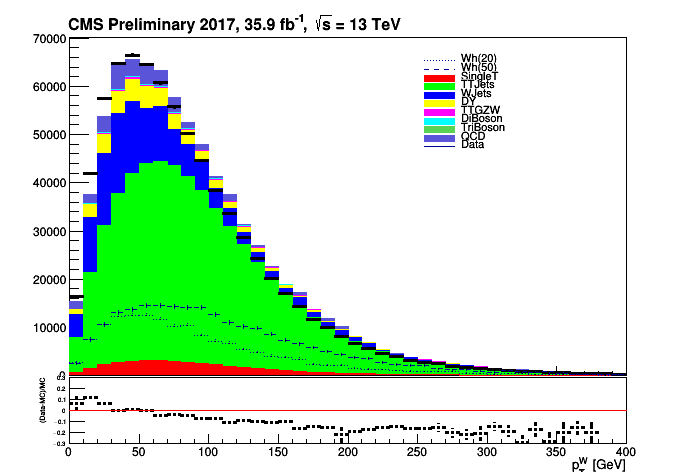 CMS Preliminary 2017, 35.9 fb⁻¹, √s = 13 TeV
70000
60000
50000
40000
30000
20000
10000
0
Wh(20)
Wh(50)
SingleT
TTJets
WJets
DY
TTGZW
DiBoson
TriBoson
QCD
Data
(Data-MC)/MC
0.3
0.2
0.1
0
−0.1
−0.2
−0.3
0 50 100 150 200 250 300 350 400
p_T^W [GeV]